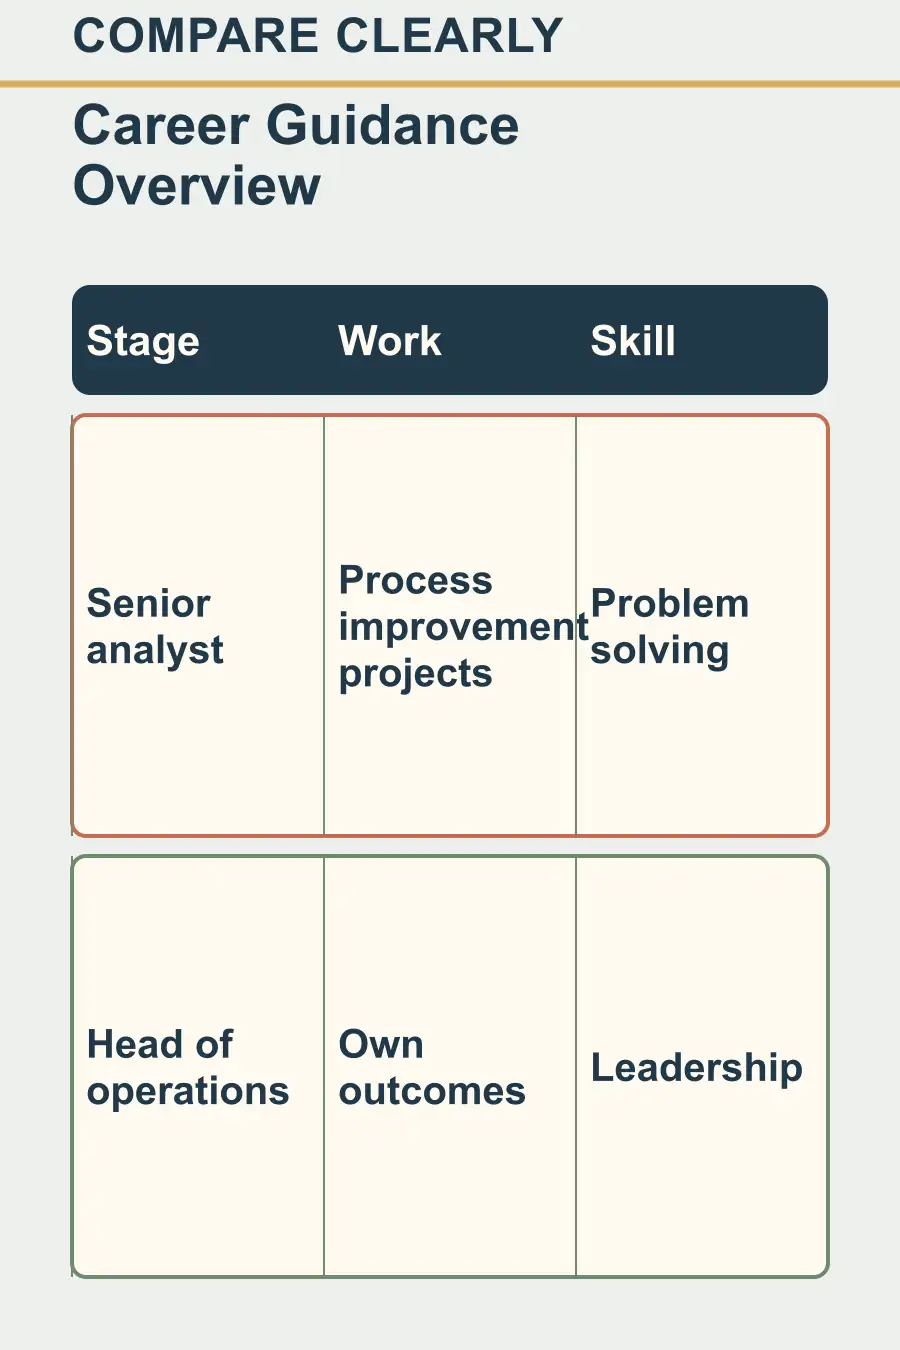 COMPARE CLEARLY
Career Guidance
Overview
Stage Work Skill
Senior
analyst
Process
improvement
projects
Problem
solving
Head of
operations
Own
outcomes
Leadership